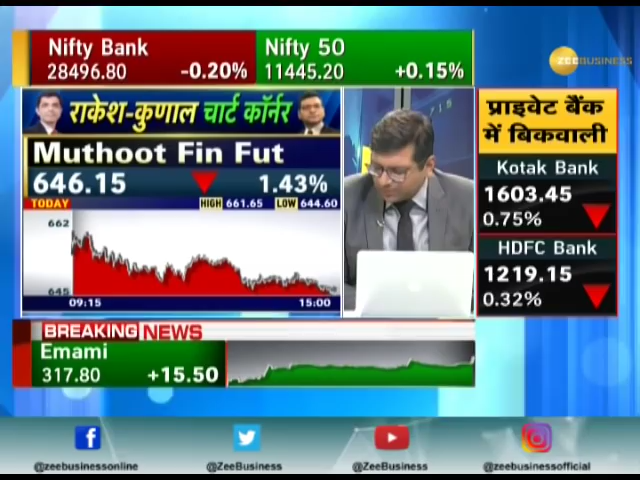 Nifty Bank
28496.80 -0.20%
Nifty 50
11445.20 +0.15%
ZEEBUSINESS
राकेश-कुणाल चार्ट कॉर्नर
Muthoot Fin Fut
646.15 1.43%
TODAY HIGH 661.65 LOW 644.60
662
645
09:15 15:00
प्राइवेट बैंक
में बिकवाली
Kotak Bank
1603.45
0.75%
HDFC Bank
1219.15
0.32%
BREAKING NEWS
Emami
317.80 +15.50
@zeebusinessonline @ZeeBusiness @ZeeBusiness @zeebusinessofficial